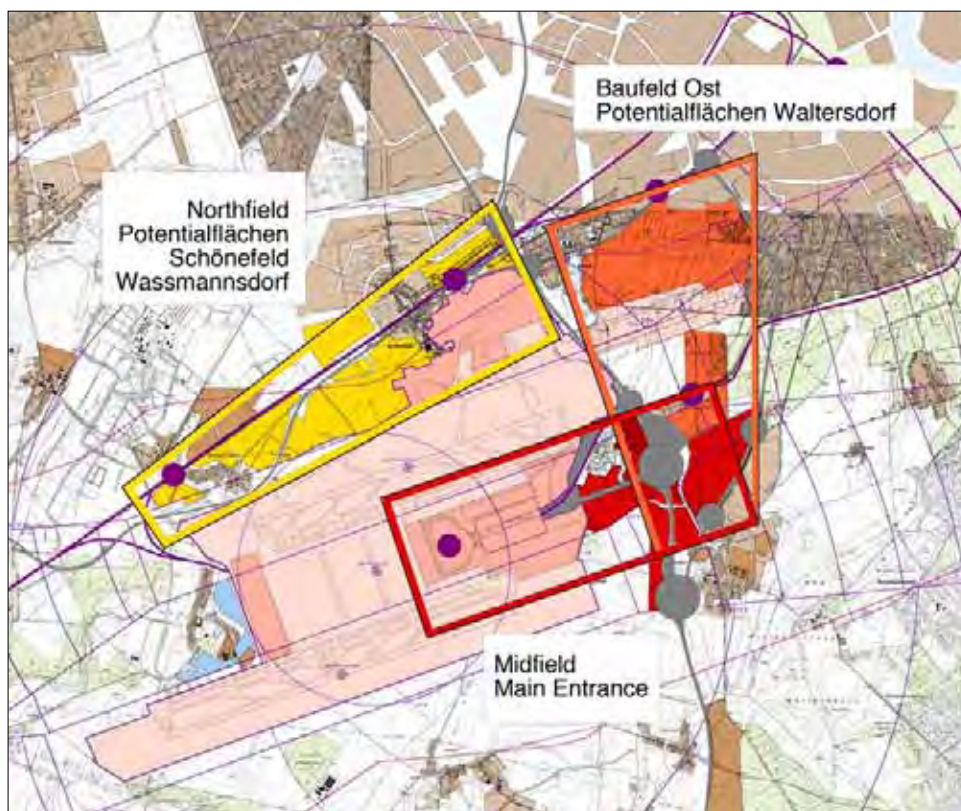 Baufeld Ost
Potentialflächen Waltersdorf
Northfield
Potentialflächen
Schönefeld
Wassmannsdorf
Midfield
Main Entrance